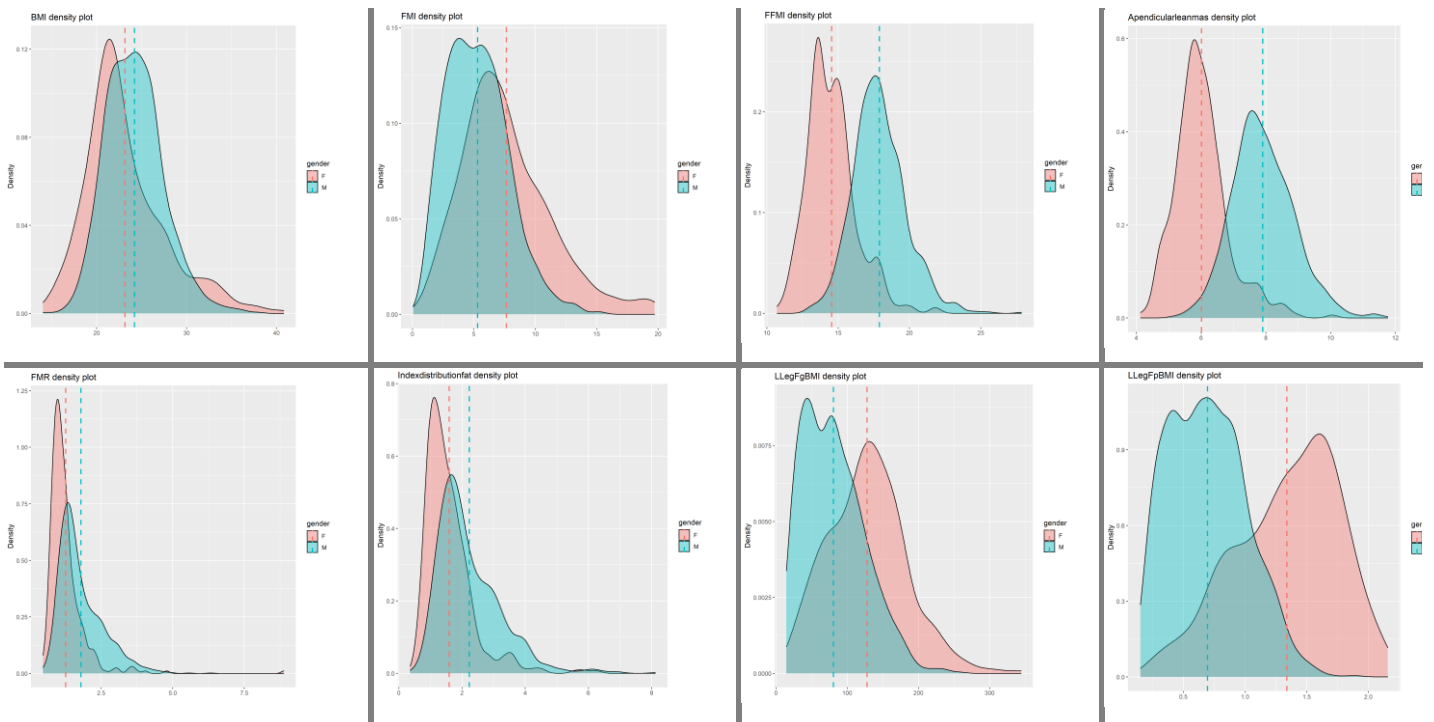 BMI density plot
0.12
0.08
0.04
0.00
Density
20
30
40
gender
F
M
FMI density plot
0.15
0.10
0.05
0.00
Density
0
5
10
15
20
gender
F
M
FFMI density plot
0.2
0.1
0.0
Density
10
15
20
25
gender
F
M
Apendicularleanmas density plot
0.6
0.4
0.2
0.0
Density
4
6
8
10
12
ger
FMR density plot
1.25
1.00
0.75
0.50
0.25
0.00
Density
2.5
5.0
7.5
gender
F
M
Indexdistributionfat density plot
0.8
0.6
0.4
0.2
0.0
Density
0
2
4
6
8
gender
F
M
LLegFgBMI density plot
0.0075
0.0050
0.0025
0.0000
Density
0
100
200
300
gender
F
M
LLegFpBMI density plot
0.9
0.6
0.3
0.0
Density
0.5
1.0
1.5
2.0
ger